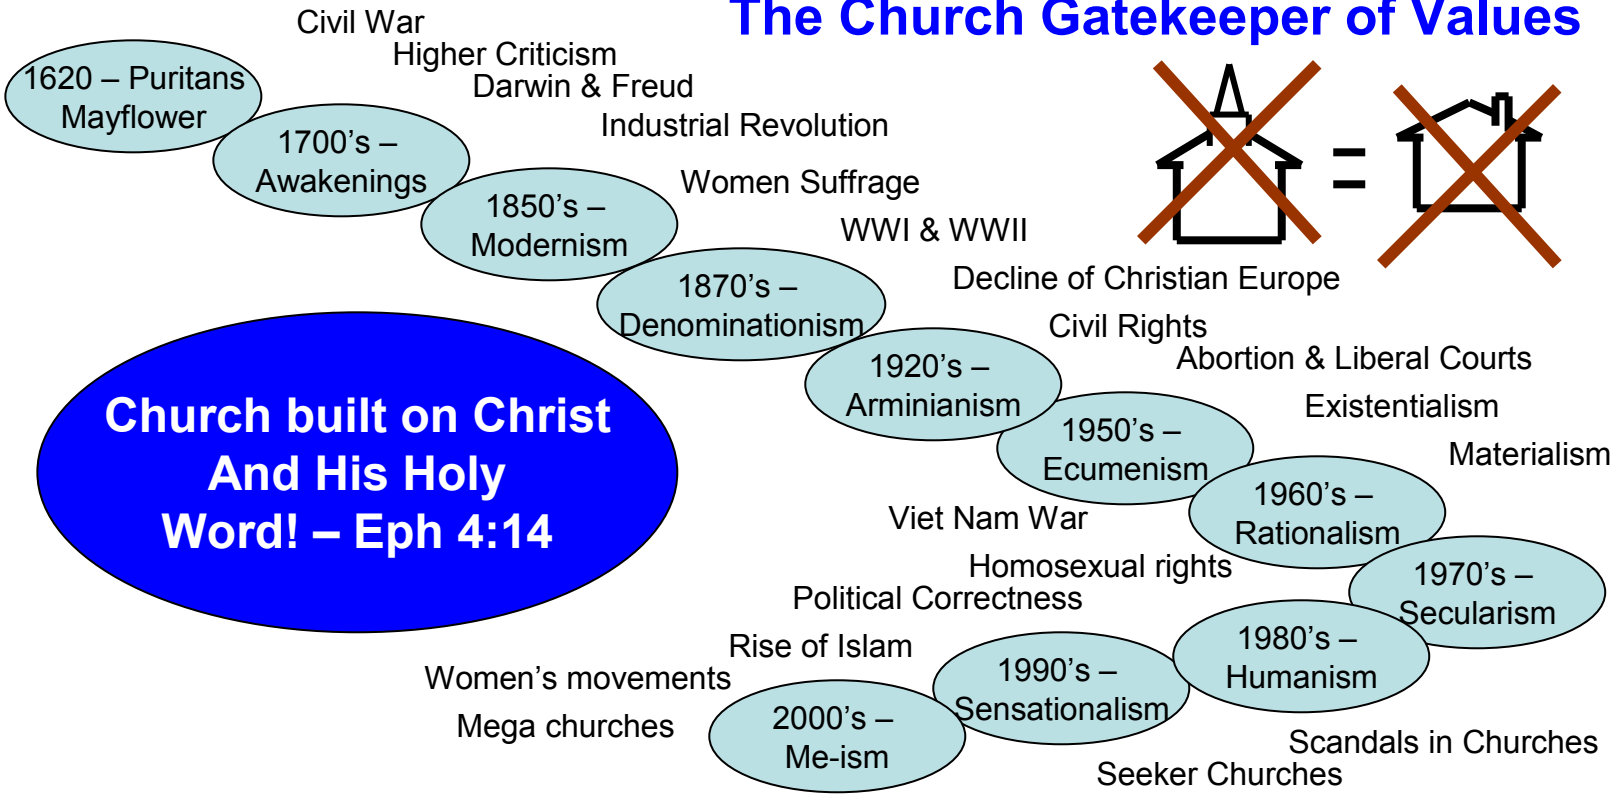 The Church Gatekeeper of Values
Civil War
Higher Criticism
Darwin & Freud
Industrial Revolution
Women Suffrage
WWI & WWII
Decline of Christian Europe
Civil Rights
Abortion & Liberal Courts
Existentialism
Materialism
1620 – Puritans
Mayflower
1700's –
Awakenings
1850's –
Modernism
1870's –
Denominationism
1920's –
Arminianism
1950's –
Ecumenism
1960's –
Rationalism
1970's –
Secularism
1980's –
Humanism
1990's –
Sensationalism
2000's –
Me-ism
Church built on Christ
And His Holy
Word! – Eph 4:14
Viet Nam War
Homosexual rights
Political Correctness
Rise of Islam
Women's movements
Mega churches
Scandals in Churches
Seeker Churches